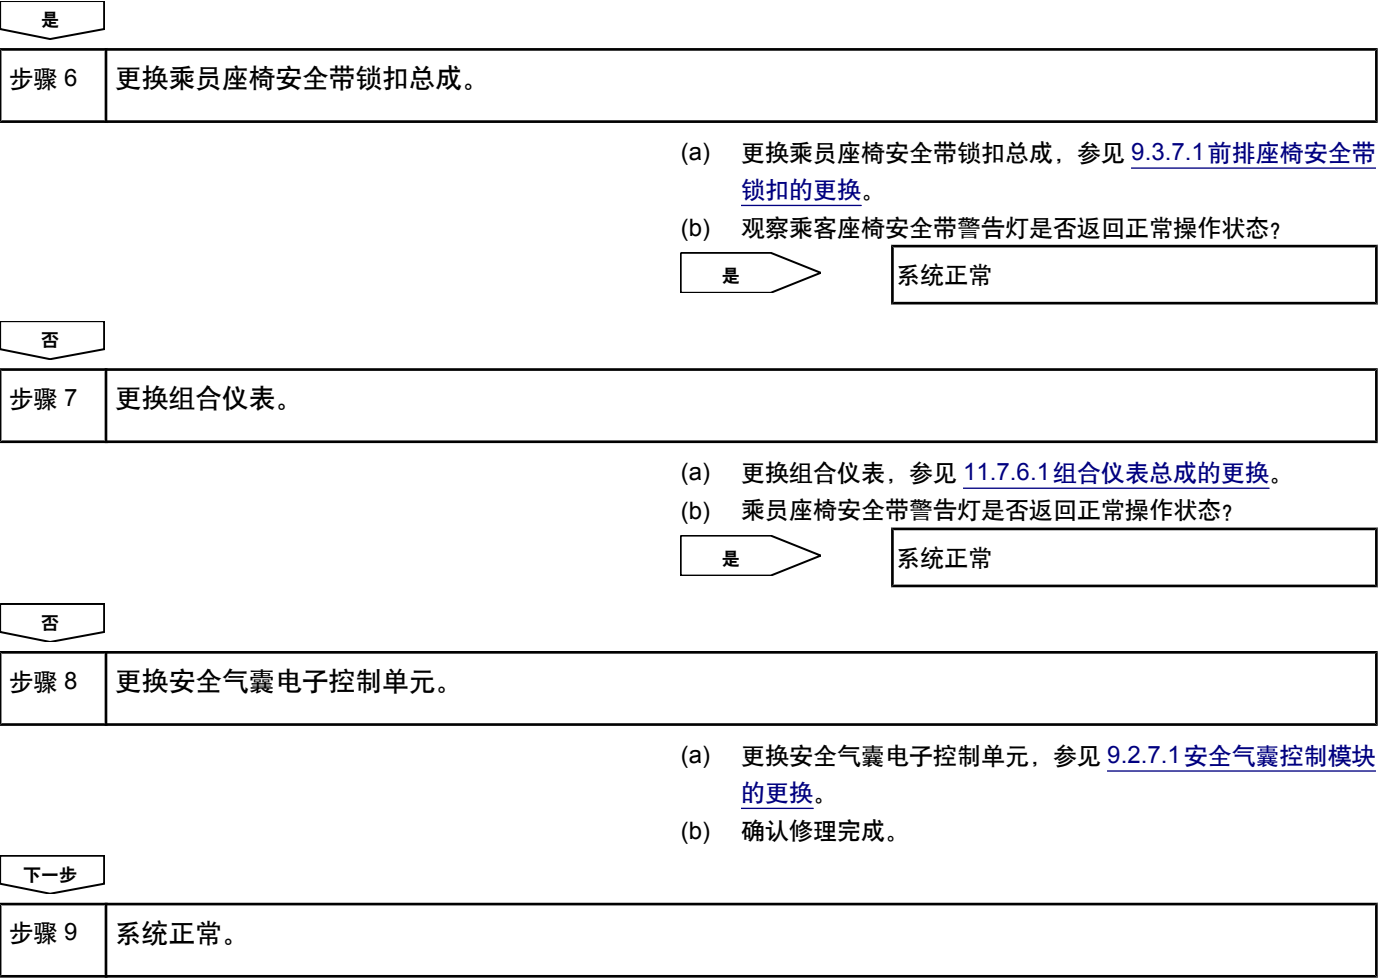 是
步骤 6 更换乘员座椅安全带锁扣总成。
(a) 更换乘员座椅安全带锁扣总成，参见 9.3.7.1前排座椅安全带
锁扣的更换。
(b) 观察乘客座椅安全带警告灯是否返回正常操作状态?
是 系统正常
否
步骤 7 更换组合仪表。
(a) 更换组合仪表，参见 11.7.6.1组合仪表总成的更换。
(b) 乘员座椅安全带警告灯是否返回正常操作状态?
是 系统正常
否
步骤 8 更换安全气囊电子控制单元。
(a) 更换安全气囊电子控制单元，参见 9.2.7.1安全气囊控制模块
的更换。
(b) 确认修理完成。
下一步
步骤 9 系统正常。